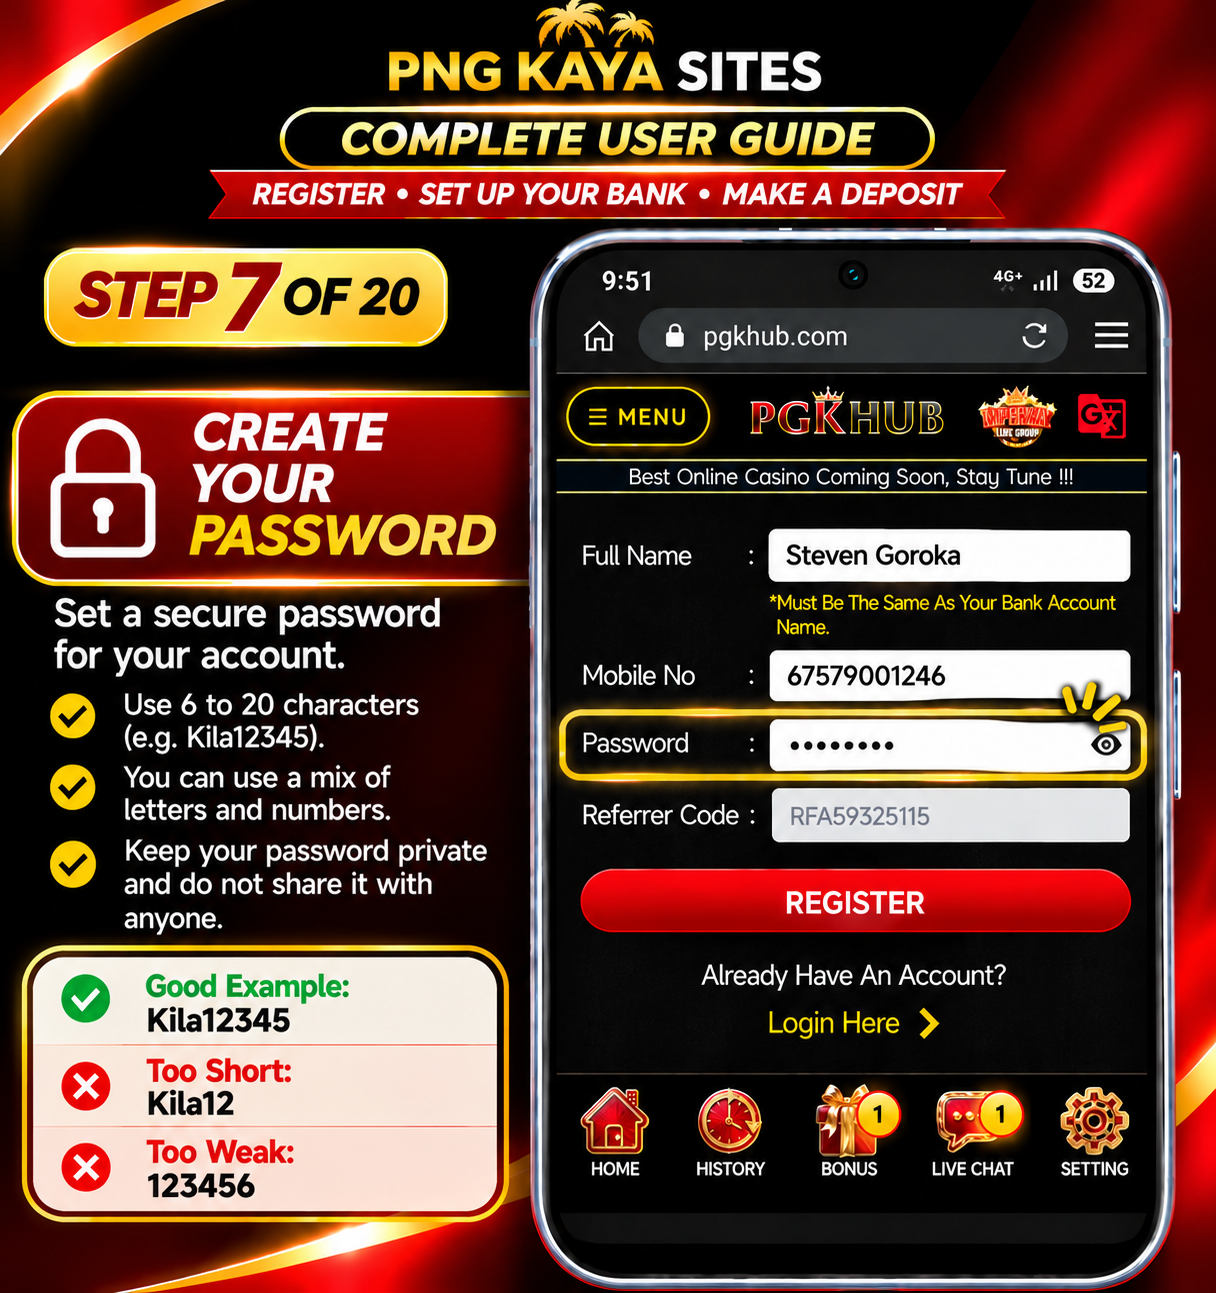 PNG KAYA SITES
COMPLETE USER GUIDE
REGISTER • SET UP YOUR BANK • MAKE A DEPOSIT
STEP 7 OF 20
CREATE
YOUR
PASSWORD
Set a secure password
for your account.
Use 6 to 20 characters
(e.g. Kila12345).
You can use a mix of
letters and numbers.
Keep your password private
and do not share it with
anyone.
Good Example:
Kila12345
Too Short:
Kila12
Too Weak:
123456
9:51
4G+
52
pgkhub.com
MENU
PGKHUB
LIVE GROUP
G
Best Online Casino Coming Soon, Stay Tune !!!
Full Name : Steven Goroka
*Must Be The Same As Your Bank Account
Name.
Mobile No : 67579001246
Password : ••••••••
Referrer Code : RFA59325115
REGISTER
Already Have An Account?
Login Here
1
1
HOME
HISTORY
BONUS
LIVE CHAT
SETTING